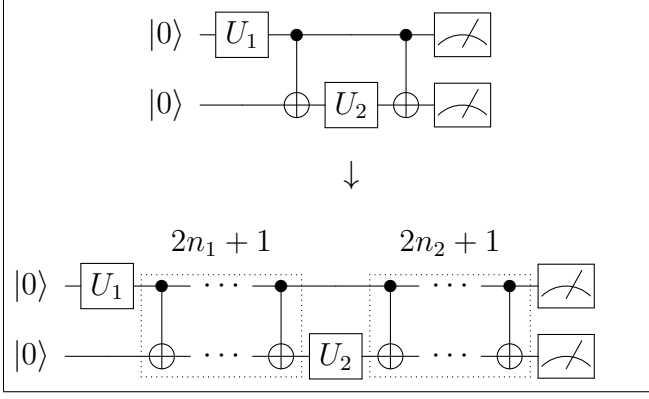 |0⟩ U₁
|0⟩ U₂
↓
2n₁ + 1 2n₂ + 1
|0⟩ U₁ ··· ···
|0⟩ ··· U₂ ···